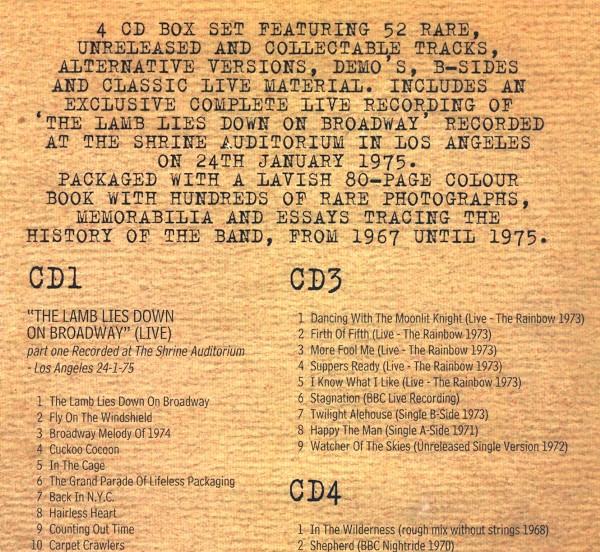 4 CD BOX SET FEATURING 52 RARE,
UNRELEASED AND COLLECTABLE TRACKS,
ALTERNATIVE VERSIONS, DEMO'S, B-SIDES
AND CLASSIC LIVE MATERIAL. INCLUDES AN
EXCLUSIVE COMPLETE LIVE RECORDING OF
'THE LAMB LIES DOWN ON BROADWAY' RECORDED
AT THE SHRINE AUDITORIUM IN LOS ANGELES
ON 24TH JANUARY 1975.
PACKAGED WITH A LAVISH 80-PAGE COLOUR
BOOK WITH HUNDREDS OF RARE PHOTOGRAPHS,
MEMORABILIA AND ESSAYS TRACING THE
HISTORY OF THE BAND, FROM 1967 UNTIL 1975.
CD1
"THE LAMB LIES DOWN
ON BROADWAY" (LIVE)
part one Recorded at The Shrine Auditorium
- Los Angeles 24-1-75
1 The Lamb Lies Down On Broadway
2 Fly On The Windshield
3 Broadway Melody Of 1974
4 Cuckoo Cocoon
5 In The Cage
6 The Grand Parade Of Lifeless Packaging
7 Back In N.Y.C.
8 Hairless Heart
9 Counting Out Time
10 Carpet Crawlers
CD3
1 Dancing With The Moonlit Knight (Live - The Rainbow 1973)
2 Firth Of Fifth (Live - The Rainbow 1973)
3 More Fool Me (Live - The Rainbow 1973)
4 Suppers Ready (Live - The Rainbow 1973)
5 I Know What I Like (Live - The Rainbow 1973)
6 Stagnation (BBC Live Recording)
7 Twilight Alehouse (Single B-Side 1973)
8 Happy The Man (Single A-Side 1971)
9 Watcher Of The Skies (Unreleased Single Version 1972)
CD4
1 In The Wilderness (rough mix without strings 1968)
2 Shepherd (BBC Nightride 1970)